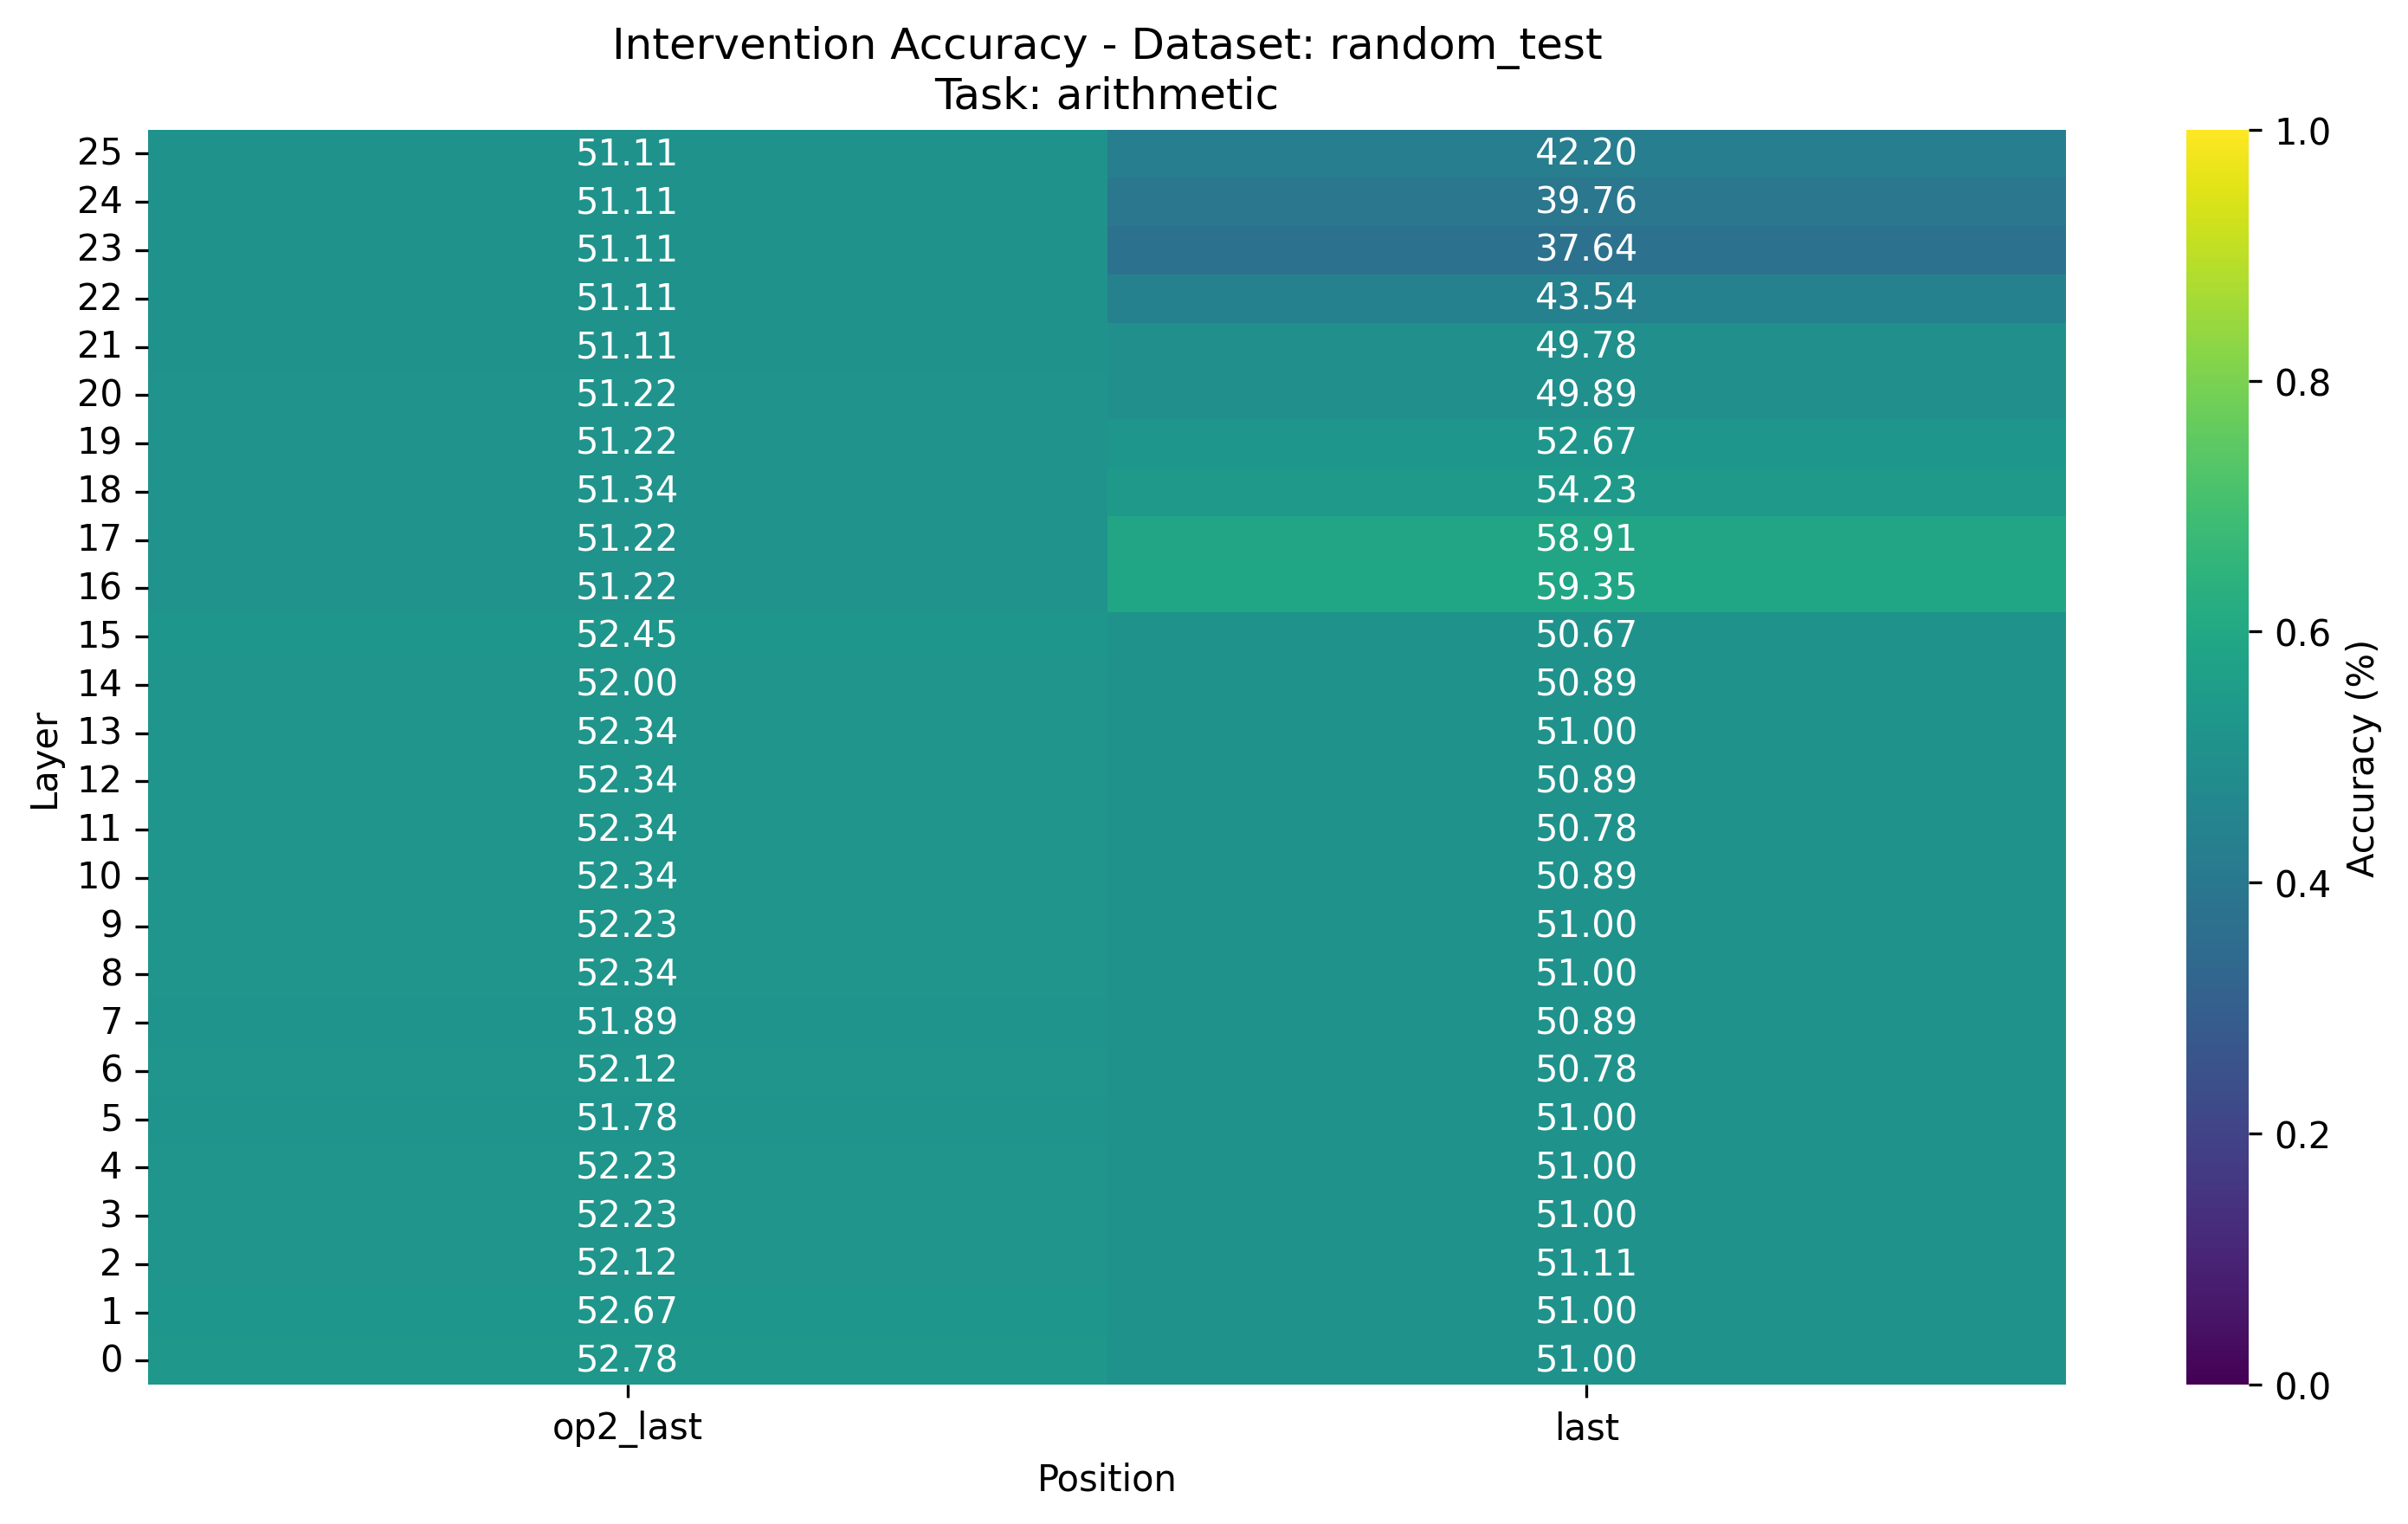 Intervention Accuracy - Dataset: random_test
Task: arithmetic
25 51.11 42.20
24 51.11 39.76
23 51.11 37.64
22 51.11 43.54
21 51.11 49.78
20 51.22 49.89
19 51.22 52.67
18 51.34 54.23
17 51.22 58.91
16 51.22 59.35
15 52.45 50.67
14 52.00 50.89
13 52.34 51.00
12 52.34 50.89
11 52.34 50.78
10 52.34 50.89
9 52.23 51.00
8 52.34 51.00
7 51.89 50.89
6 52.12 50.78
5 51.78 51.00
4 52.23 51.00
3 52.23 51.00
2 52.12 51.11
1 52.67 51.00
0 52.78 51.00
Layer
op2_last last
Position
1.0
0.8
0.6
0.4
0.2
0.0
Accuracy (%)